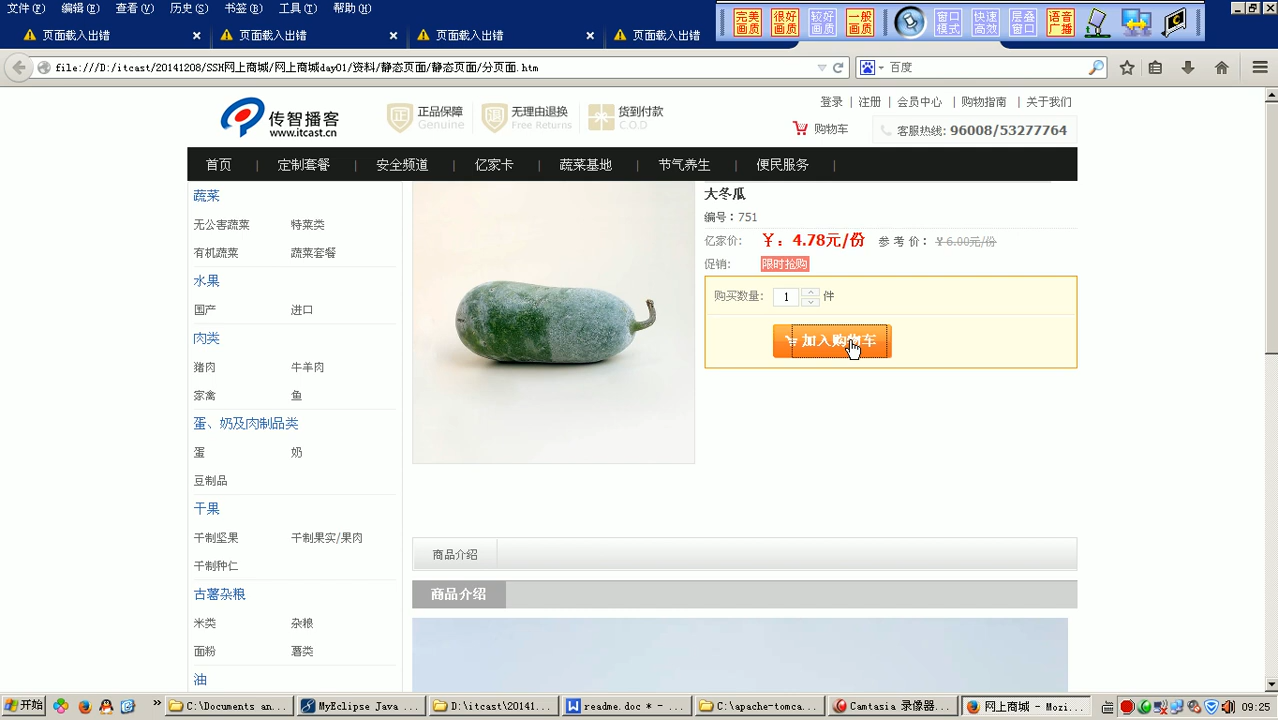 文件(F) 编辑(E) 查看(V) 历史(S) 书签(B) 工具(T) 帮助(H)
完美画质 很好画质 较好画质 一般画质 窗口模式 快速高效 层叠窗口 语音广播
页面载入出错 页面载入出错 页面载入出错 页面载入出错
file:///D:/itcast/20141208/SSH网上商城/网上商城day01/资料/静态页面/静态页面/分页面.htm
百度
传智播客
www.itcast.cn
正 正品保障 Genuine
退 无理由退换 Free Returns
货到付款 C.O.D
登录 | 注册 | 会员中心 | 购物指南 | 关于我们
购物车 客服热线: 96008/53277764
首页 | 定制套餐 | 安全频道 | 亿家卡 | 蔬菜基地 | 节气养生 | 便民服务 |
蔬菜
无公害蔬菜 特菜类
有机蔬菜 蔬菜套餐
水果
国产 进口
肉类
猪肉 牛羊肉
家禽 鱼
蛋、奶及肉制品类
蛋 奶
豆制品
干果
干制坚果 干制果实/果肉
干制种仁
古薯杂粮
米类 杂粮
面粉 薯类
油
大冬瓜
编号：751
亿家价: ￥：4.78元/份 参 考 价： ￥6.00元/份
促销: 限时抢购
购买数量: 1 件
加入购物车
商品介绍
商品介绍
开始 » C:\Documents an... MyEclipse Java ... D:\itcast\20141... readme.doc * - ... C:\apache-tomca... Camtasia 录像器... 网上商城 - Mozi... 09:25